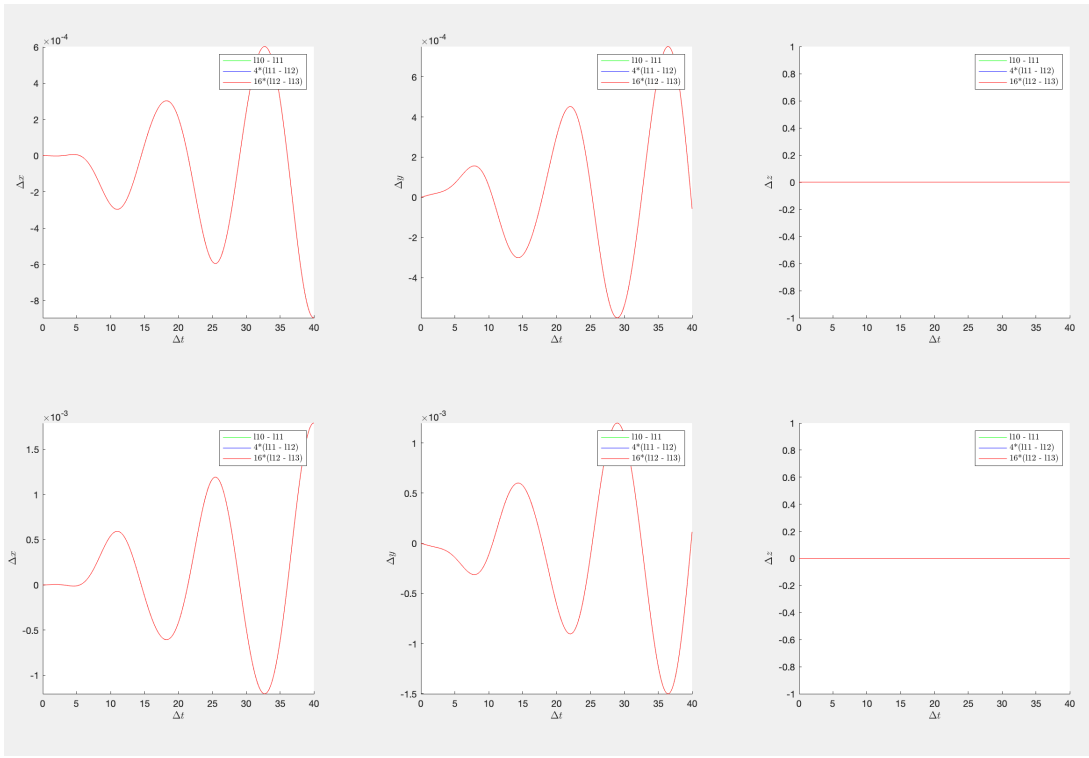 ×10⁻⁴
6
4
2
0
-2
-4
-6
-8
0 5 10 15 20 25 30 35 40
Δx
Δt
l10 - l11
4*(l11 - l12)
16*(l12 - l13)
×10⁻⁴
6
4
2
0
-2
-4
0 5 10 15 20 25 30 35 40
Δy
Δt
l10 - l11
4*(l11 - l12)
16*(l12 - l13)
1
0.8
0.6
0.4
0.2
0
-0.2
-0.4
-0.6
-0.8
-1
0 5 10 15 20 25 30 35 40
Δz
Δt
l10 - l11
4*(l11 - l12)
16*(l12 - l13)
×10⁻³
1.5
1
0.5
0
-0.5
-1
0 5 10 15 20 25 30 35 40
Δx
Δt
l10 - l11
4*(l11 - l12)
16*(l12 - l13)
×10⁻³
1
0.5
0
-0.5
-1
-1.5
0 5 10 15 20 25 30 35 40
Δy
Δt
l10 - l11
4*(l11 - l12)
16*(l12 - l13)
1
0.8
0.6
0.4
0.2
0
-0.2
-0.4
-0.6
-0.8
-1
0 5 10 15 20 25 30 35 40
Δz
Δt
l10 - l11
4*(l11 - l12)
16*(l12 - l13)